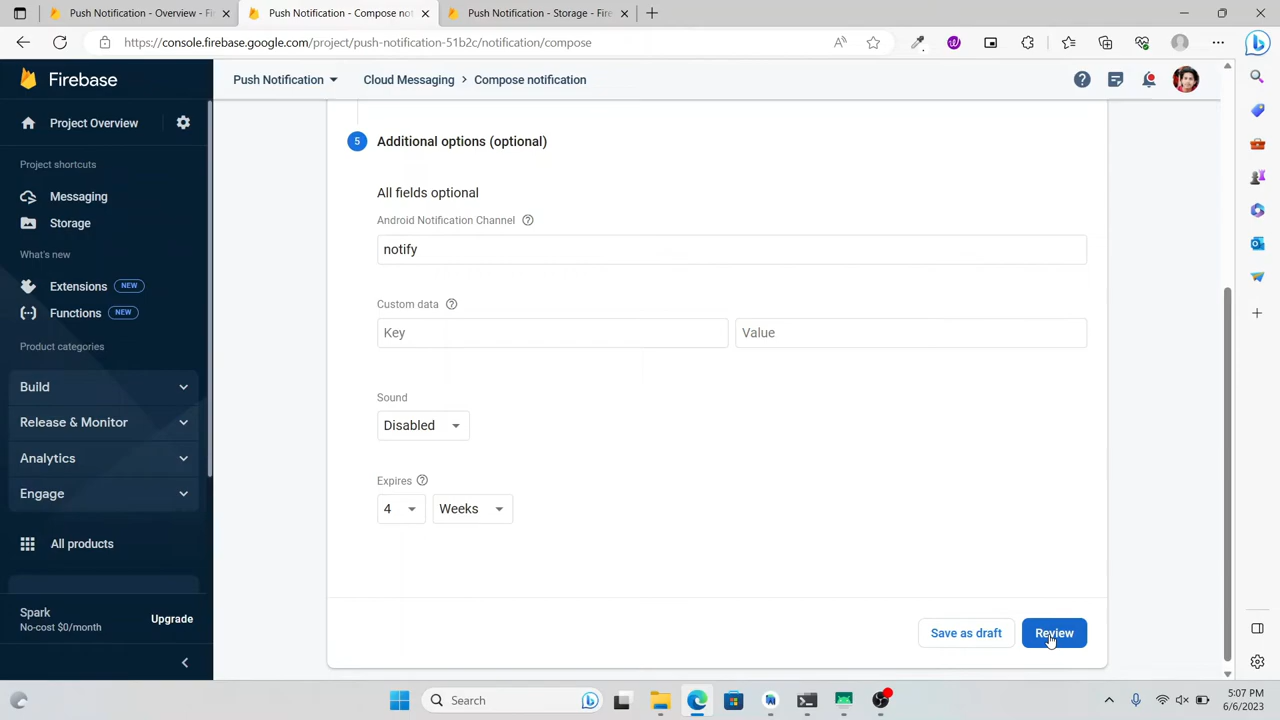 Push Notification - Overview - Fi
Push Notification - Compose not
Push Notification - Storage - Fire
https://console.firebase.google.com/project/push-notification-51b2c/notification/compose
Firebase
Push Notification
Cloud Messaging > Compose notification
Project Overview
Project shortcuts
Messaging
Storage
What's new
Extensions NEW
Functions NEW
Product categories
Build
Release & Monitor
Analytics
Engage
All products
Spark
No-cost $0/month
Upgrade
5 Additional options (optional)
All fields optional
Android Notification Channel
notify
Custom data
Key
Value
Sound
Disabled
Expires
4
Weeks
Save as draft
Review
Search
5:07 PM
6/6/2023